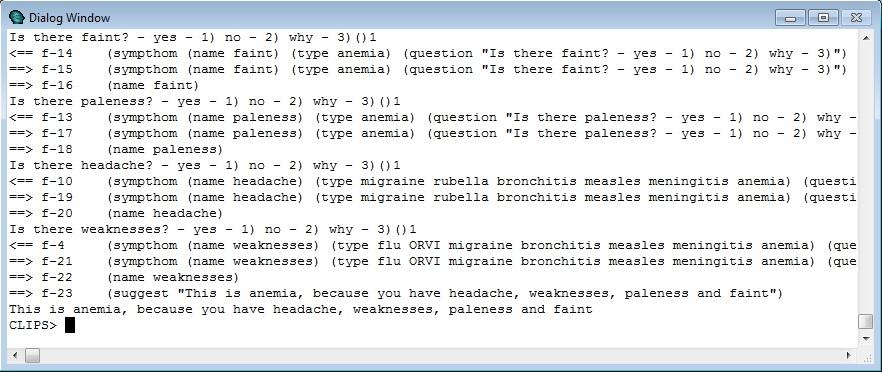 Dialog Window
Is there faint? - yes - 1) no - 2) why - 3)()1
<== f-14     (sympthom (name faint) (type anemia) (question "Is there faint? - yes - 1) no - 2) why - 3)")
==> f-15     (sympthom (name faint) (type anemia) (question "Is there faint? - yes - 1) no - 2) why - 3)")
==> f-16     (name faint)
Is there paleness? - yes - 1) no - 2) why - 3)()1
<== f-13     (sympthom (name paleness) (type anemia) (question "Is there paleness? - yes - 1) no - 2) why -
==> f-17     (sympthom (name paleness) (type anemia) (question "Is there paleness? - yes - 1) no - 2) why -
==> f-18     (name paleness)
Is there headache? - yes - 1) no - 2) why - 3)()1
<== f-10     (sympthom (name headache) (type migraine rubella bronchitis measles meningitis anemia) (questi
==> f-19     (sympthom (name headache) (type migraine rubella bronchitis measles meningitis anemia) (questi
==> f-20     (name headache)
Is there weaknesses? - yes - 1) no - 2) why - 3)()1
<== f-4      (sympthom (name weaknesses) (type flu ORVI migraine bronchitis measles meningitis anemia) (que
==> f-21     (sympthom (name weaknesses) (type flu ORVI migraine bronchitis measles meningitis anemia) (que
==> f-22     (name weaknesses)
==> f-23     (suggest "This is anemia, because you have headache, weaknesses, paleness and faint")
This is anemia, because you have headache, weaknesses, paleness and faint
CLIPS>